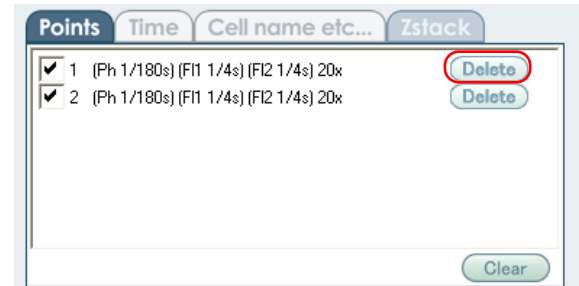 Points Time Cell name etc... Zstack
1 (Ph 1/180s) (Fl1 1/4s) (Fl2 1/4s) 20x Delete
2 (Ph 1/180s) (Fl1 1/4s) (Fl2 1/4s) 20x Delete
Clear